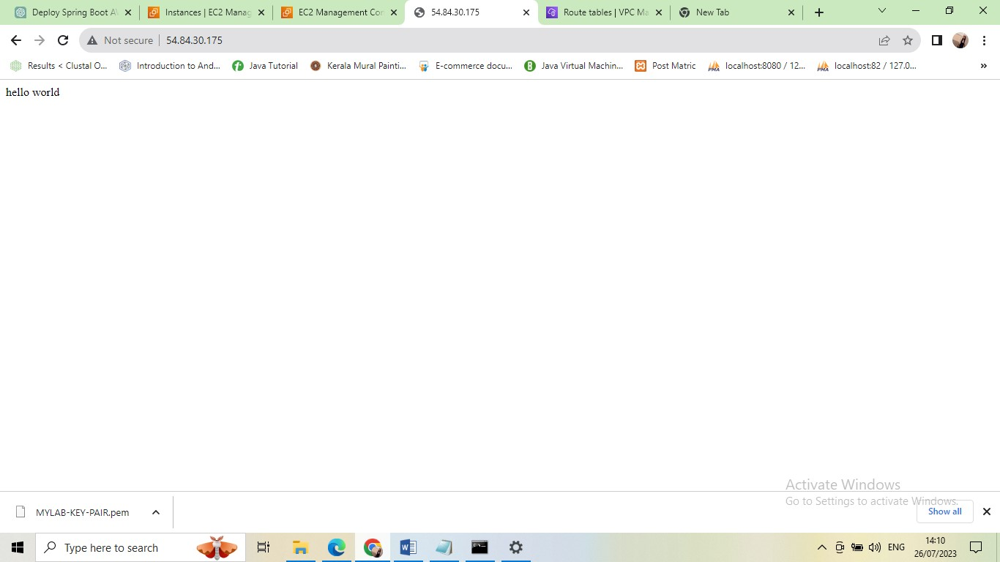 Deploy Spring Boot A
Instances | EC2 Manag
EC2 Management Con
54.84.30.175
Route tables | VPC Ma
New Tab
Not secure
54.84.30.175
Results < Clustal O...
Introduction to And...
Java Tutorial
Kerala Mural Painti...
E-commerce docu...
Java Virtual Machin...
Post Matric
localhost:8080 / 12...
localhost:82 / 127.0...
»
hello world
Activate Windows
Go to Settings to activate Windows.
MYLAB-KEY-PAIR.pem
Show all
Type here to search
ENG
14:10
26/07/2023